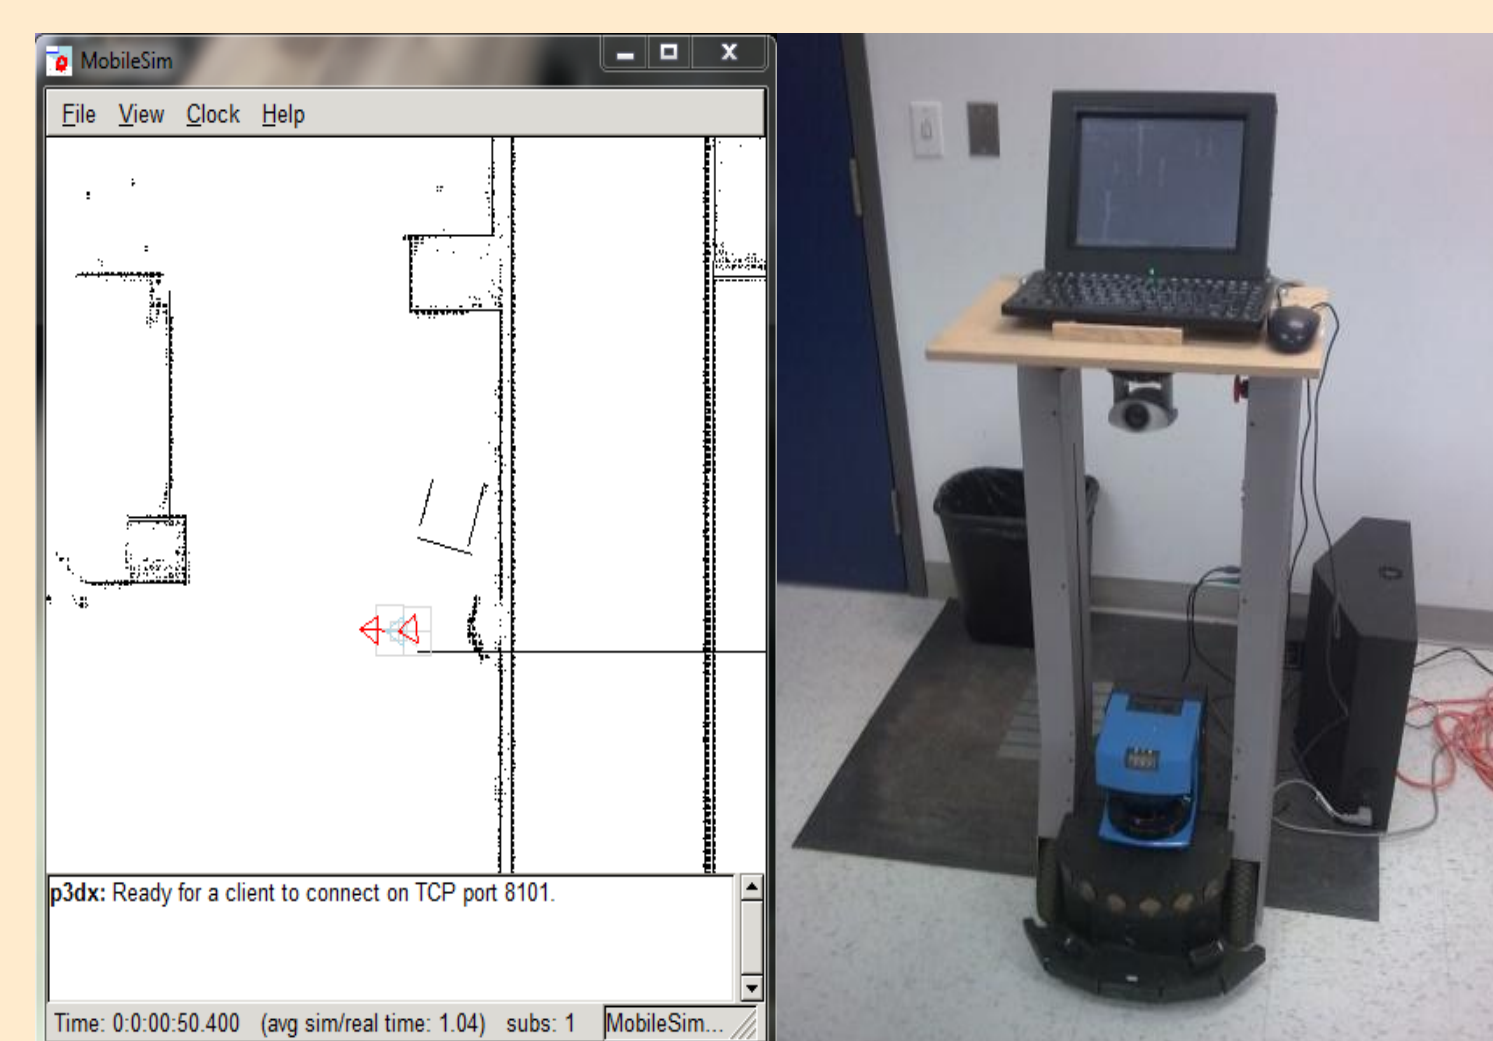 MobileSim
File View Clock Help
p3dx: Ready for a client to connect on TCP port 8101.
Time: 0:0:00:50.400 (avg sim/real time: 1.04) subs: 1 MobileSim...